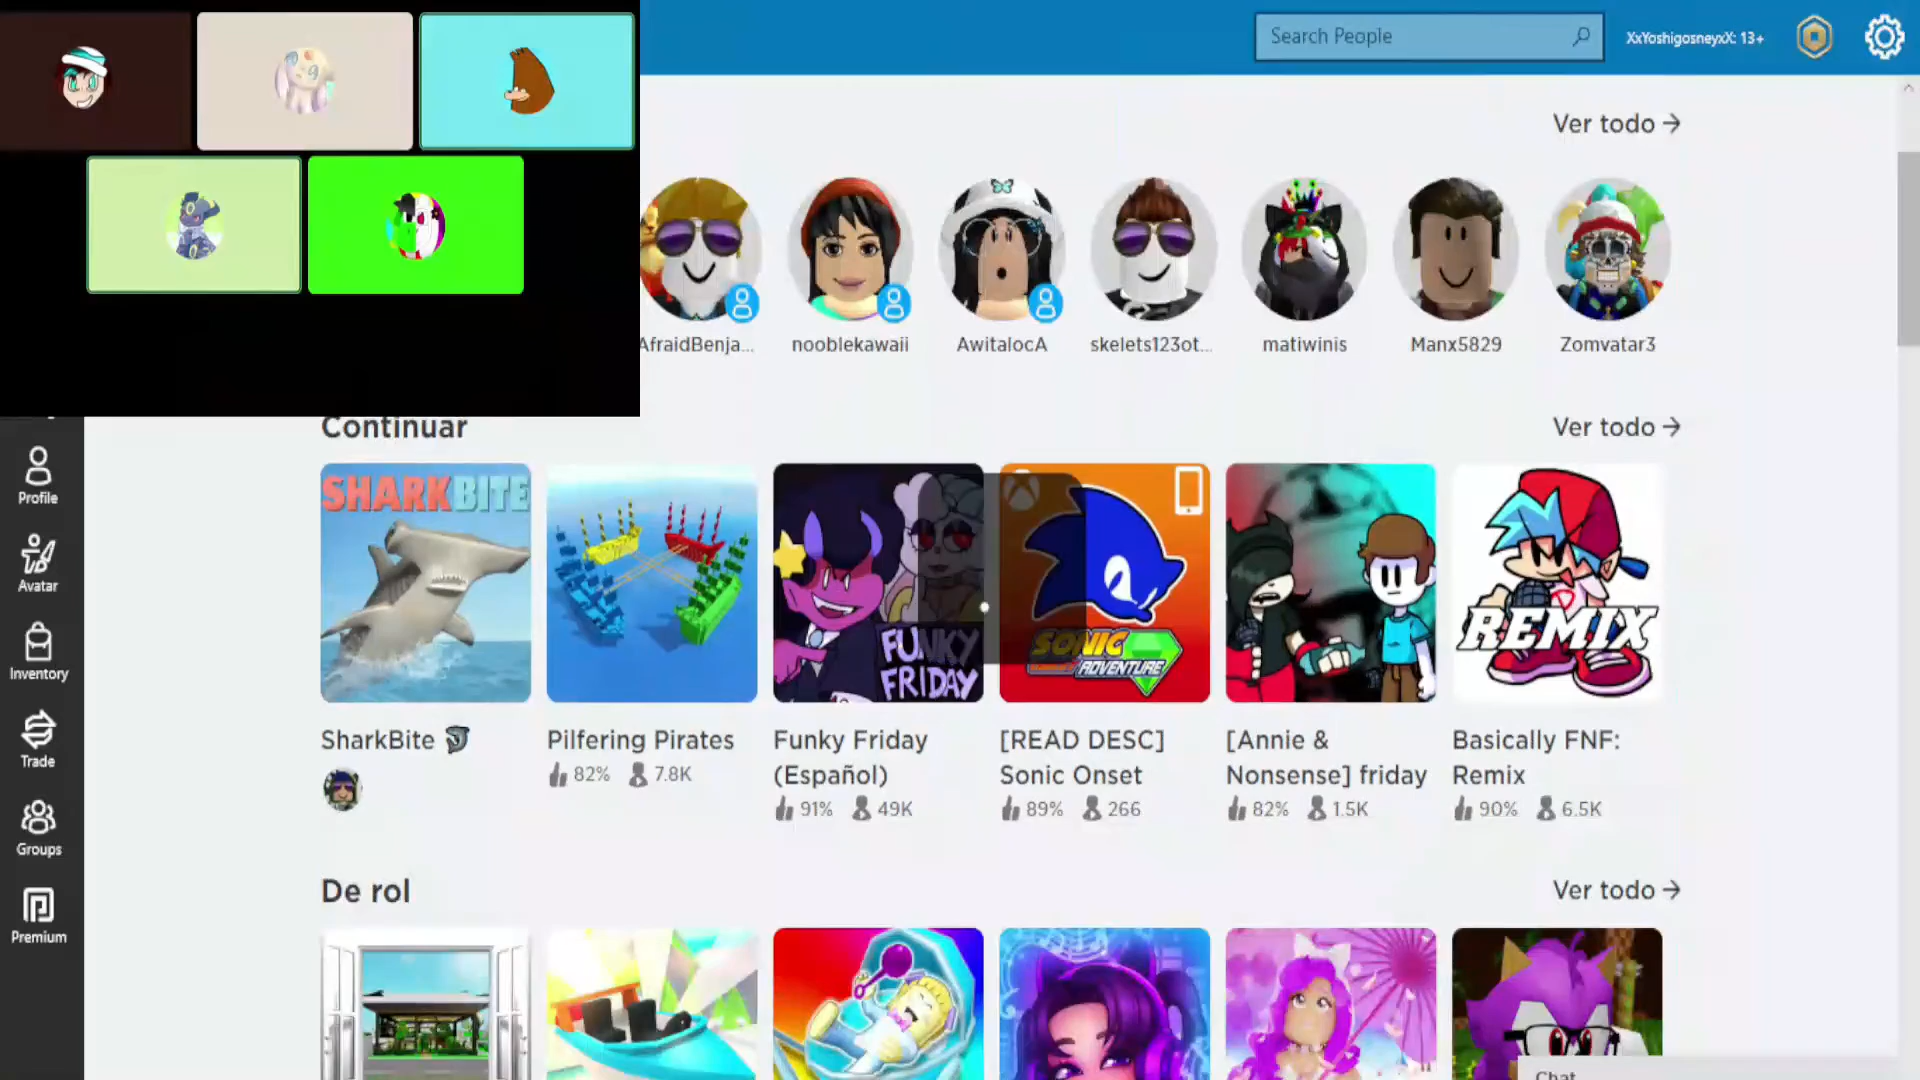 Search People
XxYoshigosneyxX: 13+
Ver todo
AfraidBenja...
nooblekawaii
AwitalocA
skelets123ot...
matiwinis
Manx5829
Zomvatar3
Continuar
Ver todo
Profile
Avatar
Inventory
Trade
Groups
Premium
SHARKBITE
FUNKY
FRIDAY
SONIC
ADVENTURE
REMIX
SharkBite
Pilfering Pirates
82% 7.8K
Funky Friday
(Español)
91% 49K
[READ DESC]
Sonic Onset
89% 266
[Annie &
Nonsense] friday
82% 1.5K
Basically FNF:
Remix
90% 6.5K
De rol
Ver todo
Chat